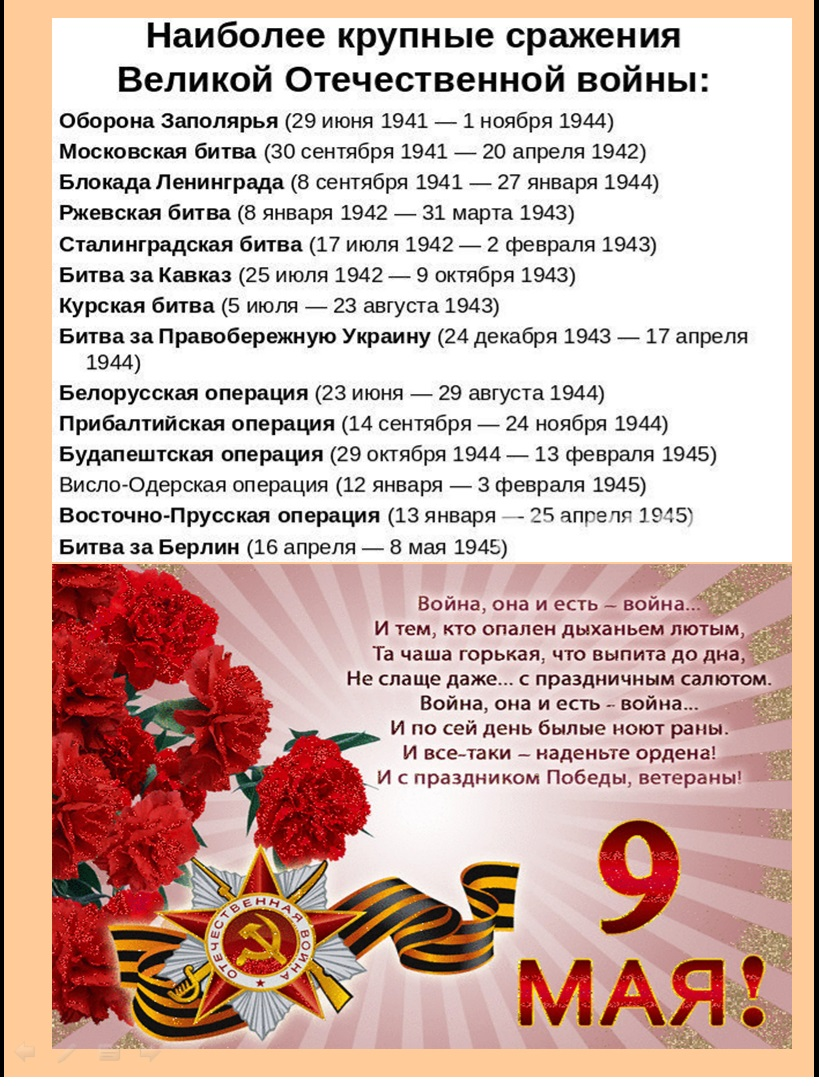 Наиболее крупные сражения
Великой Отечественной войны:
Оборона Заполярья (29 июня 1941 — 1 ноября 1944)
Московская битва (30 сентября 1941 — 20 апреля 1942)
Блокада Ленинграда (8 сентября 1941 — 27 января 1944)
Ржевская битва (8 января 1942 — 31 марта 1943)
Сталинградская битва (17 июля 1942 — 2 февраля 1943)
Битва за Кавказ (25 июля 1942 — 9 октября 1943)
Курская битва (5 июля — 23 августа 1943)
Битва за Правобережную Украину (24 декабря 1943 — 17 апреля
1944)
Белорусская операция (23 июня — 29 августа 1944)
Прибалтийская операция (14 сентября — 24 ноября 1944)
Будапештская операция (29 октября 1944 — 13 февраля 1945)
Висло-Одерская операция (12 января — 3 февраля 1945)
Восточно-Прусская операция (13 января — 25 апреля 1945)
Битва за Берлин (16 апреля — 8 мая 1945)
Война, она и есть – война...
И тем, кто опален дыханьем лютым,
Та чаша горькая, что выпита до дна,
Не слаще даже... с праздничным салютом.
Война, она и есть - война...
И по сей день былые ноют раны.
И все-таки – наденьте ордена!
И с праздником Победы, ветераны!
ОТЕЧЕСТВЕННАЯ ВОЙНА
9
МАЯ!